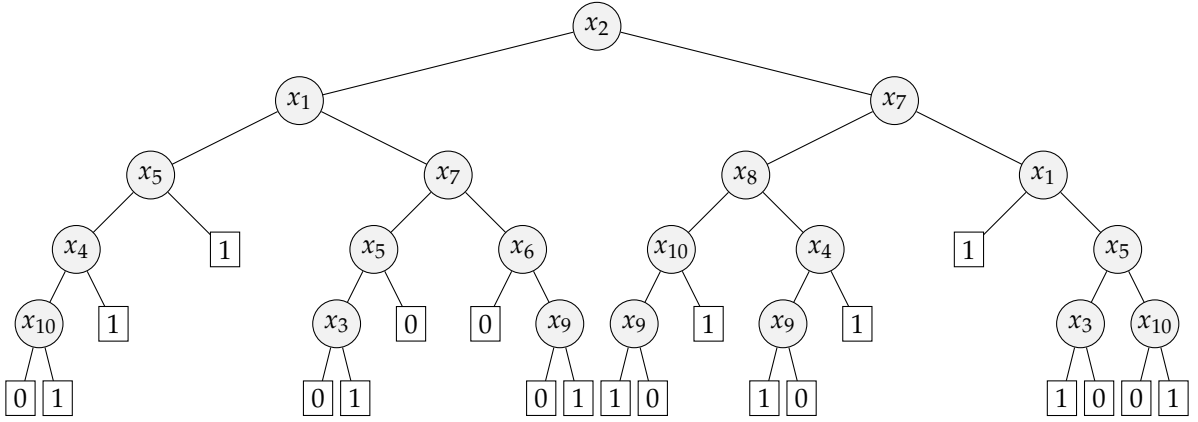 x2
x1 x7
x5 x7 x8 x1
x4 1 x5 x6 x10 x4 1 x5
x10 1 x3 0 0 x9 x9 1 x9 1 x3 x10
0 1 0 1 0 1 1 0 1 0 1 0 0 1